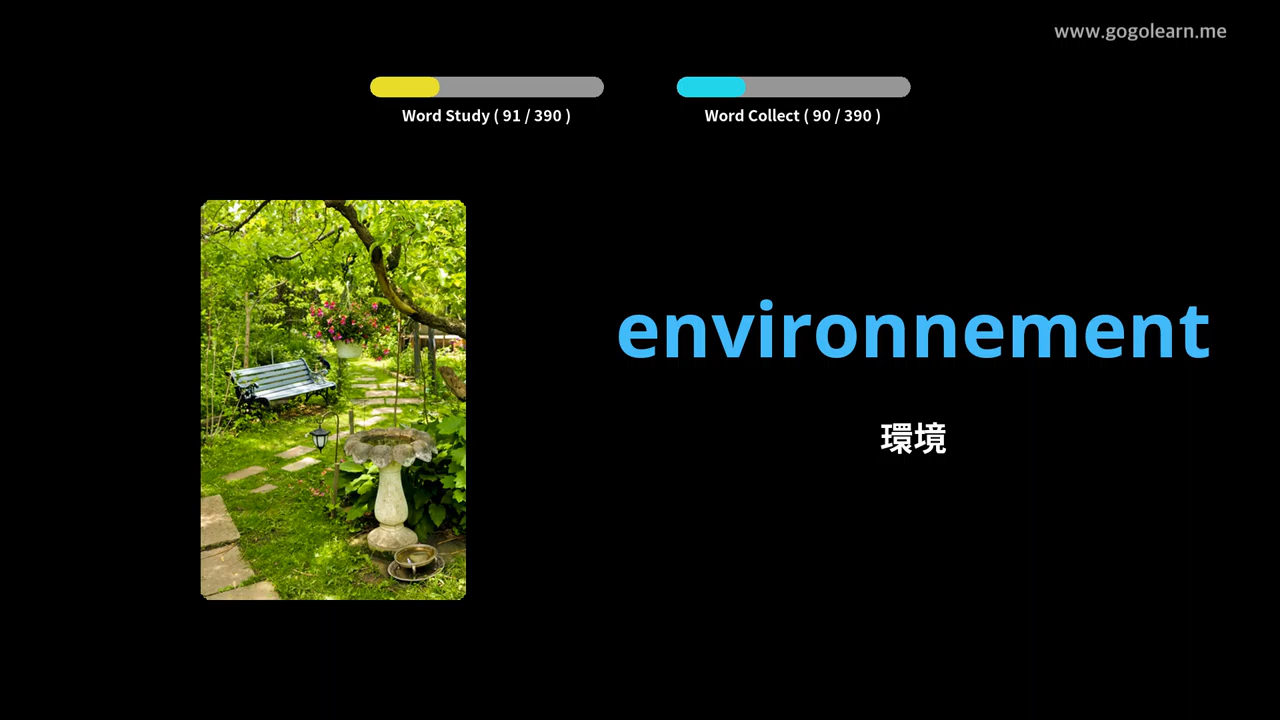 www.gogolearn.me
Word Study ( 91 / 390 )
Word Collect ( 90 / 390 )
environnement
環境